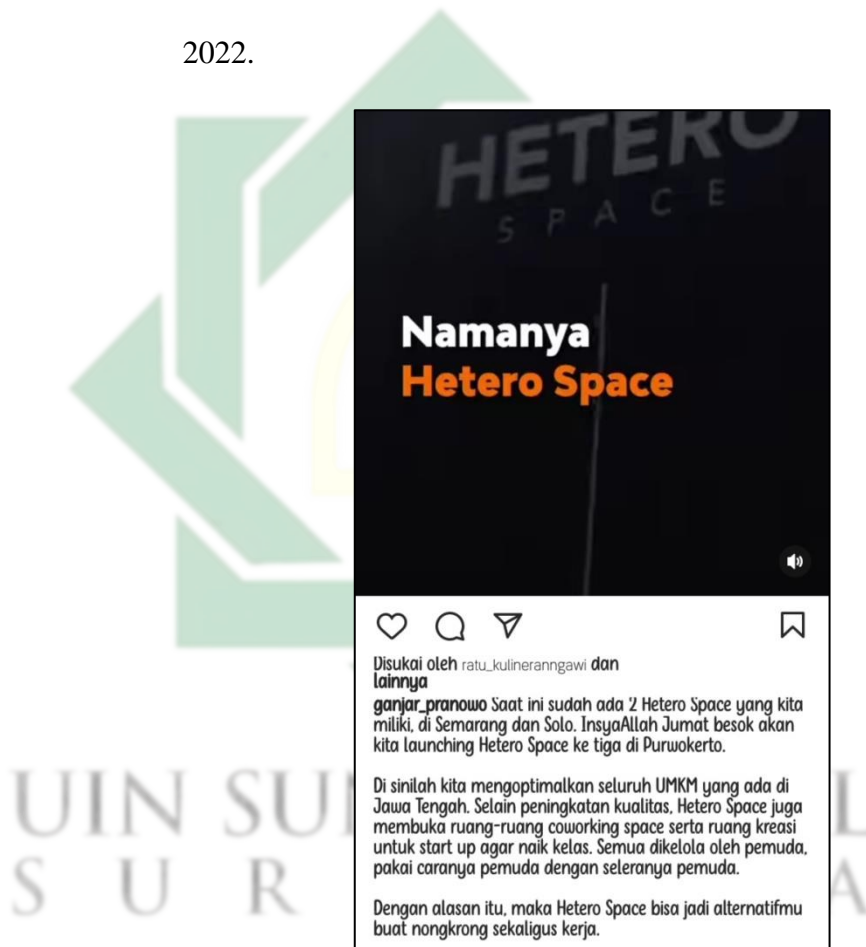 2022.
HETERO
SPACE
Namanya
Hetero Space
Disukai oleh ratu_kulineranngawi dan
lainnya
ganjar_pranowo Saat ini sudah ada 2 Hetero Space yang kita
miliki, di Semarang dan Solo. InsyaAllah Jumat besok akan
kita launching Hetero Space ke tiga di Purwokerto.
Di sinilah kita mengoptimalkan seluruh UMKM yang ada di
Jawa Tengah. Selain peningkatan kualitas, Hetero Space juga
membuka ruang-ruang coworking space serta ruang kreasi
untuk start up agar naik kelas. Semua dikelola oleh pemuda,
pakai caranya pemuda dengan seleranya pemuda.
Dengan alasan itu, maka Hetero Space bisa jadi alternatifmu
buat nongkrong sekaligus kerja.
UIN SUN L
S U R A